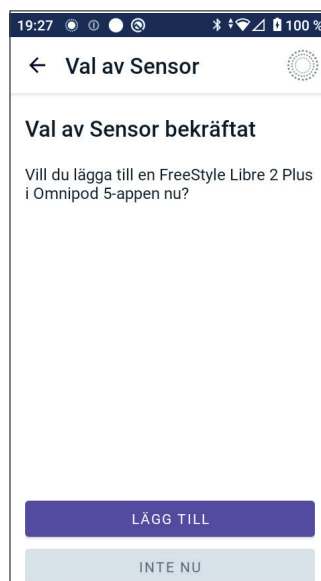 19:27 100 %
Val av Sensor
Val av Sensor bekräftat
Vill du lägga till en FreeStyle Libre 2 Plus
i Omnipod 5-appen nu?
LÄGG TILL
INTE NU